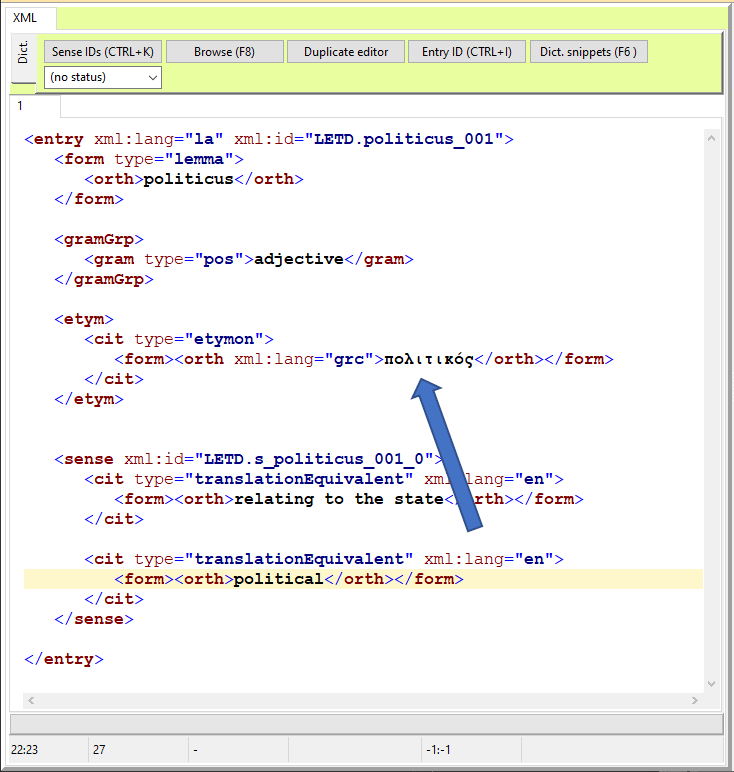 XML
Dict.
Sense IDs (CTRL+K) Browse (F8) Duplicate editor Entry ID (CTRL+I) Dict. snippets (F6 )
(no status)
1
<entry xml:lang="la" xml:id="LETD.politicus_001">
<form type="lemma">
<orth>politicus</orth>
</form>
<gramGrp>
<gram type="pos">adjective</gram>
</gramGrp>
<etym>
<cit type="etymon">
<form><orth xml:lang="grc">πολιτικός</orth></form>
</cit>
</etym>
<sense xml:id="LETD.s_politicus_001_0">
<cit type="translationEquivalent" xml:lang="en">
<form><orth>relating to the state</orth></form>
</cit>
<cit type="translationEquivalent" xml:lang="en">
<form><orth>political</orth></form>
</cit>
</sense>
</entry>
22:23 27 - -1:-1